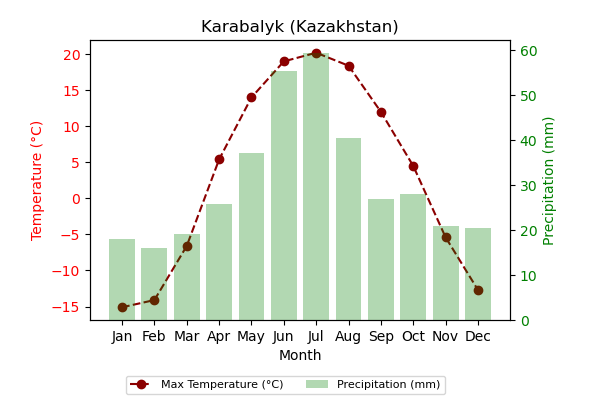 Karabalyk (Kazakhstan)
20
15
10
5
0
−5
−10
−15
Temperature (°C)
60
50
40
30
20
10
0
Precipitation (mm)
Jan Feb Mar Apr May Jun Jul Aug Sep Oct Nov Dec
Month
Max Temperature (°C) Precipitation (mm)